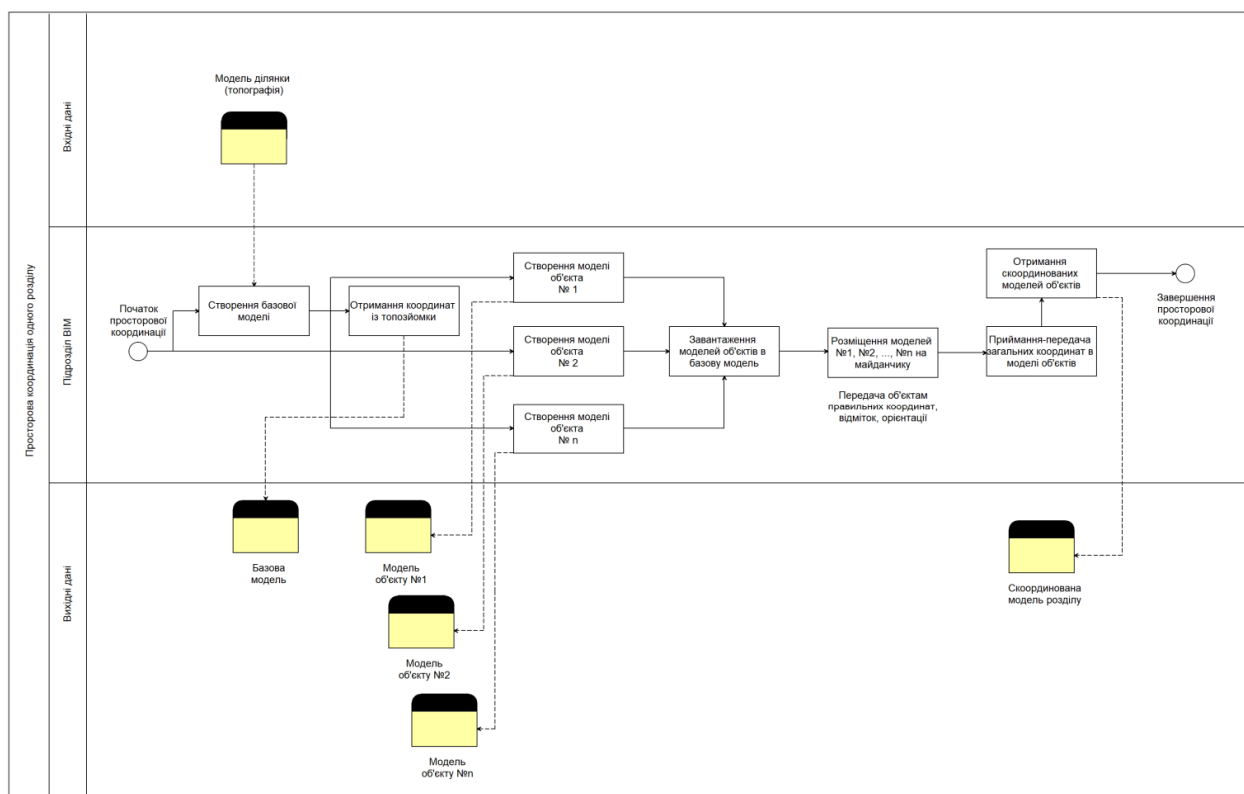 Просторова координація одного розділу
Вхідні дані
Модель ділянки
(топографія)
Підрозділ BIM
Початок
просторової
координації
Створення базової
моделі
Отримання координат
із топозйомки
Створення моделі
об'єкта
№ 1
Створення моделі
об'єкта
№ 2
Створення моделі
об'єкта
№ n
Завантаження
моделей об'єктів в
базову модель
Розміщення моделей
№1, №2, ..., №n на
майданчику
Передача об'єктам
правильних координат,
відміток, орієнтації
Отримання
скоординованих
моделей об'єктів
Приймання-передача
загальних координат в
моделі об'єктів
Завершення
просторової
координації
Вихідні дані
Базова
модель
Модель
об'єкту №1
Модель
об'єкту №2
Модель
об'єкту №n
Скоординована
модель розділу